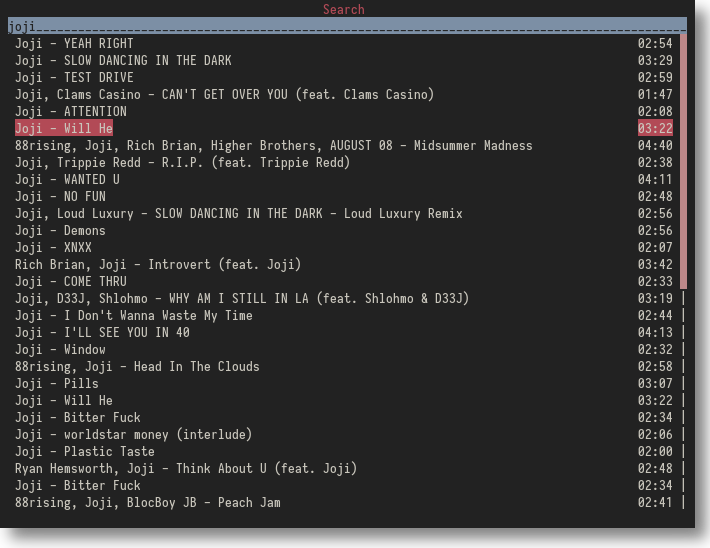 Search
joji
Joji - YEAH RIGHT 02:54
Joji - SLOW DANCING IN THE DARK 03:29
Joji - TEST DRIVE 02:59
Joji, Clams Casino - CAN'T GET OVER YOU (feat. Clams Casino) 01:47
Joji - ATTENTION 02:08
Joji - Will He 03:22
88rising, Joji, Rich Brian, Higher Brothers, AUGUST 08 - Midsummer Madness 04:40
Joji, Trippie Redd - R.I.P. (feat. Trippie Redd) 02:38
Joji - WANTED U 04:11
Joji - NO FUN 02:48
Joji, Loud Luxury - SLOW DANCING IN THE DARK - Loud Luxury Remix 02:56
Joji - Demons 02:56
Joji - XNXX 02:07
Rich Brian, Joji - Introvert (feat. Joji) 03:42
Joji - COME THRU 02:33
Joji, D33J, Shlohmo - WHY AM I STILL IN LA (feat. Shlohmo & D33J) 03:19
Joji - I Don't Wanna Waste My Time 02:44
Joji - I'LL SEE YOU IN 40 04:13
Joji - Window 02:32
88rising, Joji - Head In The Clouds 02:58
Joji - Pills 03:07
Joji - Will He 03:22
Joji - Bitter Fuck 02:34
Joji - worldstar money (interlude) 02:06
Joji - Plastic Taste 02:00
Ryan Hemsworth, Joji - Think About U (feat. Joji) 02:48
Joji - Bitter Fuck 02:34
88rising, Joji, BlocBoy JB - Peach Jam 02:41